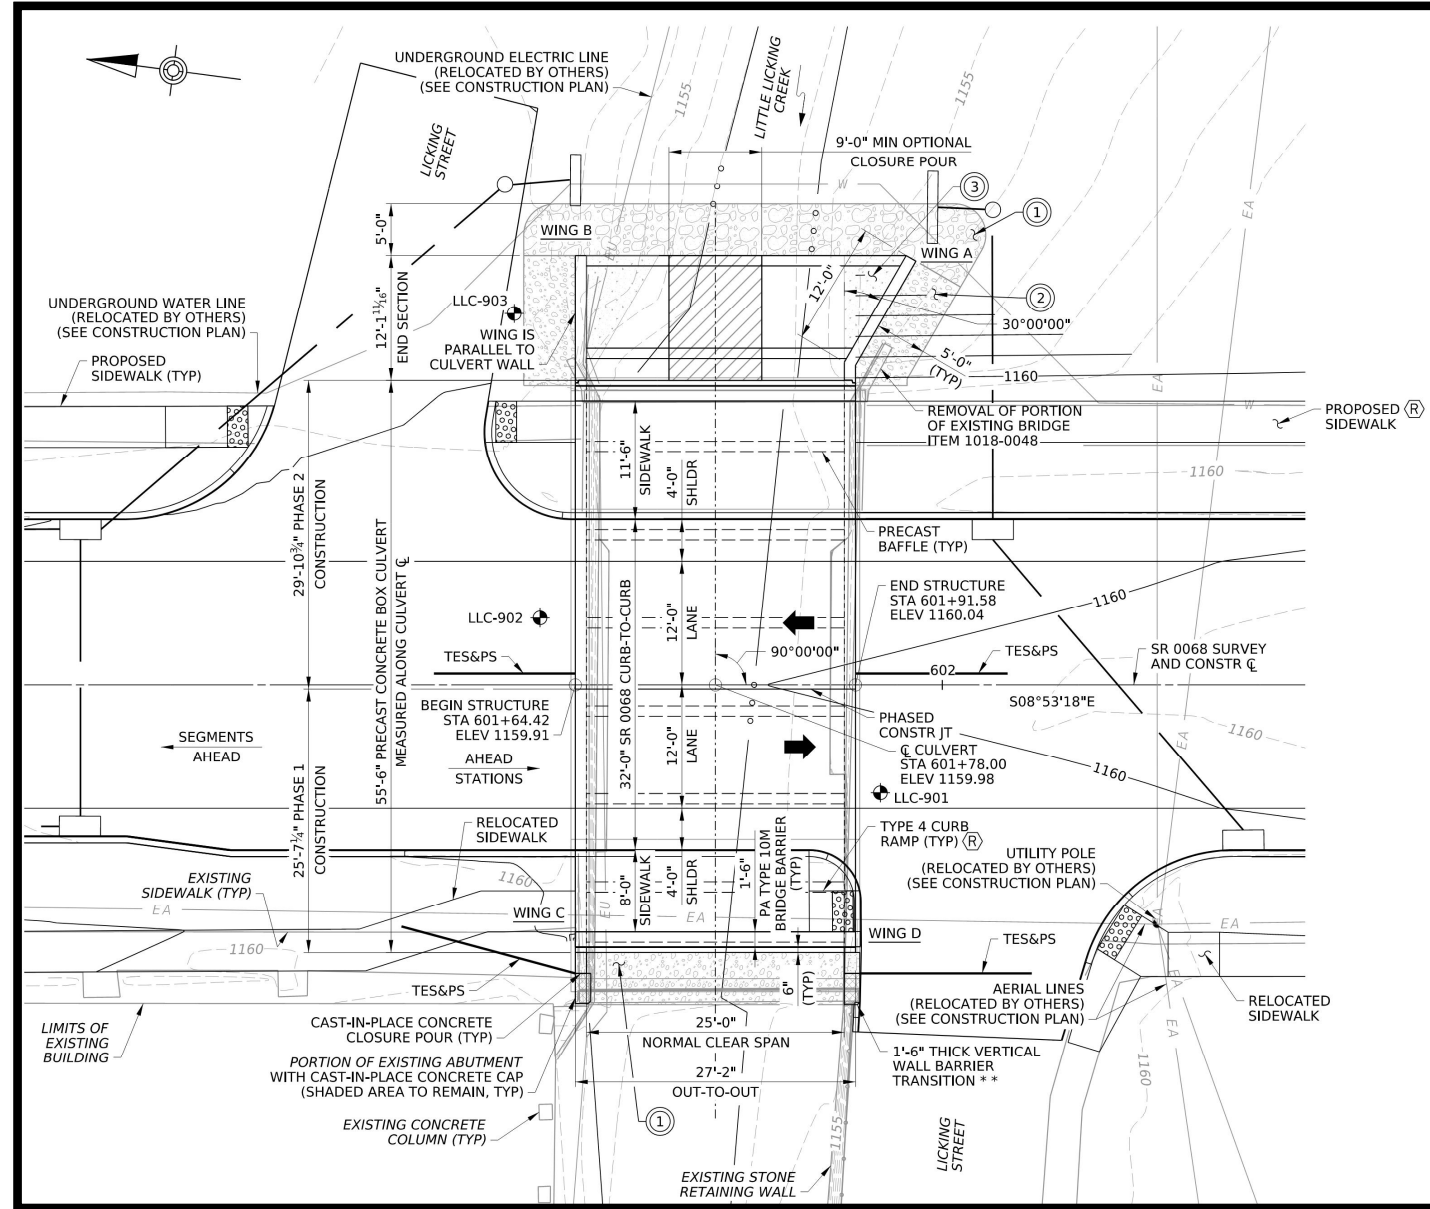 UNDERGROUND ELECTRIC LINE
(RELOCATED BY OTHERS)
(SEE CONSTRUCTION PLAN)
1155
LITTLE LICKING
CREEK
1155
9'-0" MIN OPTIONAL
CLOSURE POUR
LICKING
STREET
W
3
1
EA
5'-0"
WING B
EU
WING A
12'-0"
2
30°00'00"
UNDERGROUND WATER LINE
(RELOCATED BY OTHERS)
(SEE CONSTRUCTION PLAN)
12'-1 11/16"
END SECTION
LLC-903
WING IS
PARALLEL TO
CULVERT WALL
5'-0"
(TYP)
1160
EA
W
PROPOSED
SIDEWALK (TYP)
REMOVAL OF PORTION
OF EXISTING BRIDGE
ITEM 1018-0048
PROPOSED R
SIDEWALK
11'-6"
SIDEWALK
4'-0"
SHLDR
1160
29'-10¾" PHASE 2
CONSTRUCTION
55'-6" PRECAST CONCRETE BOX CULVERT
MEASURED ALONG CULVERT ℄
PRECAST
BAFFLE (TYP)
END STRUCTURE
STA 601+91.58
ELEV 1160.04
1160
LLC-902
32'-0" SR 0068 CURB-TO-CURB
12'-0"
LANE
90°00'00"
TES&PS
TES&PS
602
SR 0068 SURVEY
AND CONSTR ℄
S08°53'18"E
BEGIN STRUCTURE
STA 601+64.42
ELEV 1159.91
PHASED
CONSTR JT
℄ CULVERT
STA 601+78.00
ELEV 1159.98
12'-0"
LANE
SEGMENTS
AHEAD
AHEAD
STATIONS
EA
1160
1160
LLC-901
25'-7¼" PHASE 1
CONSTRUCTION
RELOCATED
SIDEWALK
TYPE 4 CURB
RAMP (TYP) R
UTILITY POLE
(RELOCATED BY OTHERS)
(SEE CONSTRUCTION PLAN)
EXISTING
SIDEWALK (TYP)
1160
8'-0"
SIDEWALK
4'-0"
SHLDR
1'-6"
PA TYPE 10M
BRIDGE BARRIER
(TYP)
EA
WING C
EU
EA
EA
WING D
1160
TES&PS
TES&PS
6"
(TYP)
AERIAL LINES
(RELOCATED BY OTHERS)
(SEE CONSTRUCTION PLAN)
EA
EA
RELOCATED
SIDEWALK
LIMITS OF
EXISTING
BUILDING
CAST-IN-PLACE CONCRETE
CLOSURE POUR (TYP)
25'-0"
NORMAL CLEAR SPAN
PORTION OF EXISTING ABUTMENT
WITH CAST-IN-PLACE CONCRETE CAP
(SHADED AREA TO REMAIN, TYP)
27'-2"
OUT-TO-OUT
1'-6" THICK VERTICAL
WALL BARRIER
TRANSITION * *
1160
EXISTING CONCRETE
COLUMN (TYP)
1
1155
LICKING
STREET
EXISTING STONE
RETAINING WALL